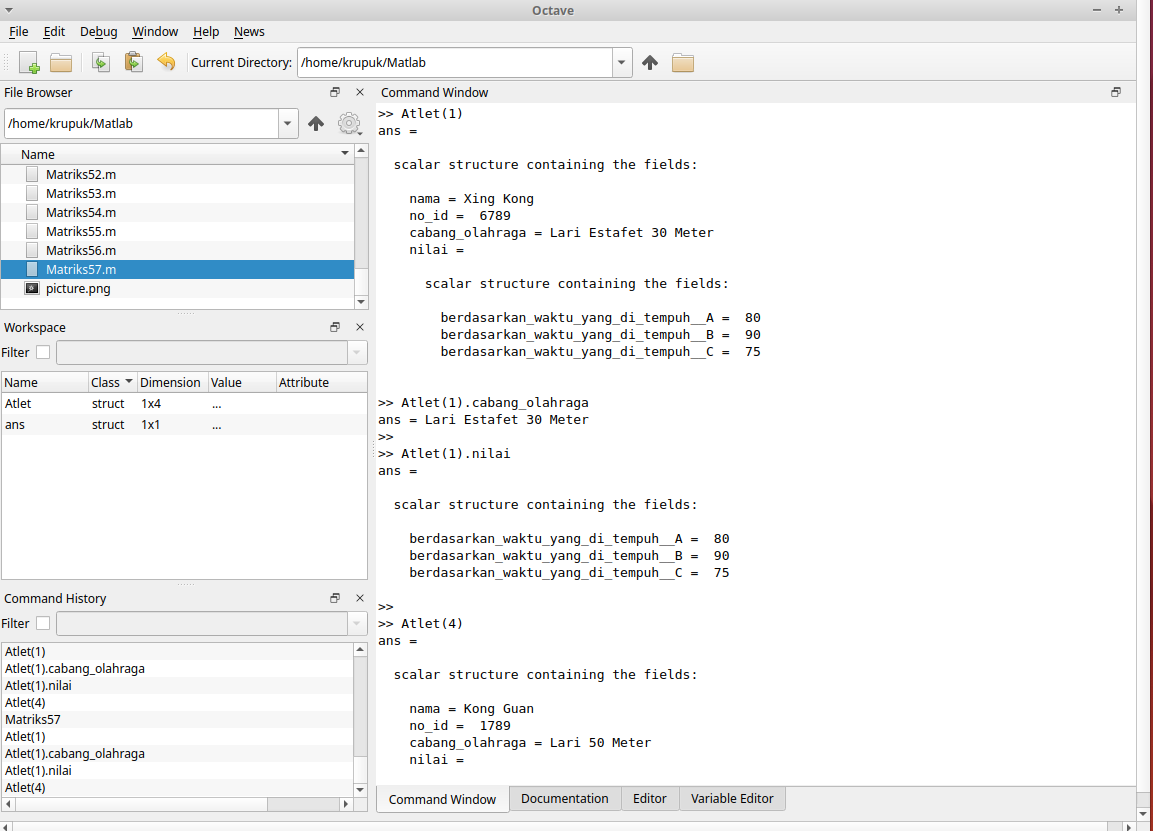 Octave
File Edit Debug Window Help News
Current Directory: /home/krupuk/Matlab
File Browser
/home/krupuk/Matlab
Name
Matriks52.m
Matriks53.m
Matriks54.m
Matriks55.m
Matriks56.m
Matriks57.m
picture.png
Workspace
Filter
Name Class Dimension Value Attribute
Atlet struct 1x4 ...
ans struct 1x1 ...
Command History
Filter
Atlet(1)
Atlet(1).cabang_olahraga
Atlet(1).nilai
Atlet(4)
Matriks57
Atlet(1)
Atlet(1).cabang_olahraga
Atlet(1).nilai
Atlet(4)
Command Window
>> Atlet(1)
ans =
scalar structure containing the fields:
nama = Xing Kong
no_id =  6789
cabang_olahraga = Lari Estafet 30 Meter
nilai =
scalar structure containing the fields:
berdasarkan_waktu_yang_di_tempuh__A =  80
berdasarkan_waktu_yang_di_tempuh__B =  90
berdasarkan_waktu_yang_di_tempuh__C =  75
>> Atlet(1).cabang_olahraga
ans = Lari Estafet 30 Meter
>>
>> Atlet(1).nilai
ans =
scalar structure containing the fields:
berdasarkan_waktu_yang_di_tempuh__A =  80
berdasarkan_waktu_yang_di_tempuh__B =  90
berdasarkan_waktu_yang_di_tempuh__C =  75
>>
>> Atlet(4)
ans =
scalar structure containing the fields:
nama = Kong Guan
no_id =  1789
cabang_olahraga = Lari 50 Meter
nilai =
Command Window Documentation Editor Variable Editor